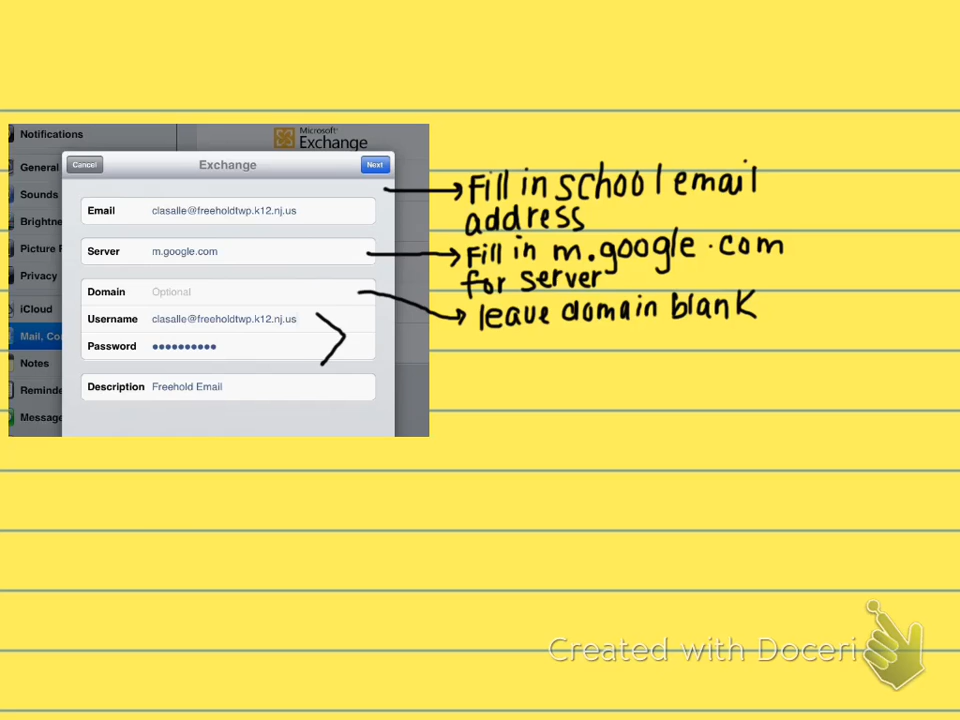 Notifications
Microsoft®
Exchange
General
Cancel
Exchange
Next
Sounds
Fill in school email
address
Brightne
Email clasalle@freeholdtwp.k12.nj.us
Picture F
Server m.google.com
Fill in m.google.com
for server
Privacy
Domain Optional
leave domain blank
iCloud
Username clasalle@freeholdtwp.k12.nj.us
Mail, Co
Password ●●●●●●●●●●
Notes
Reminde
Description Freehold Email
Message
Created with Doceri